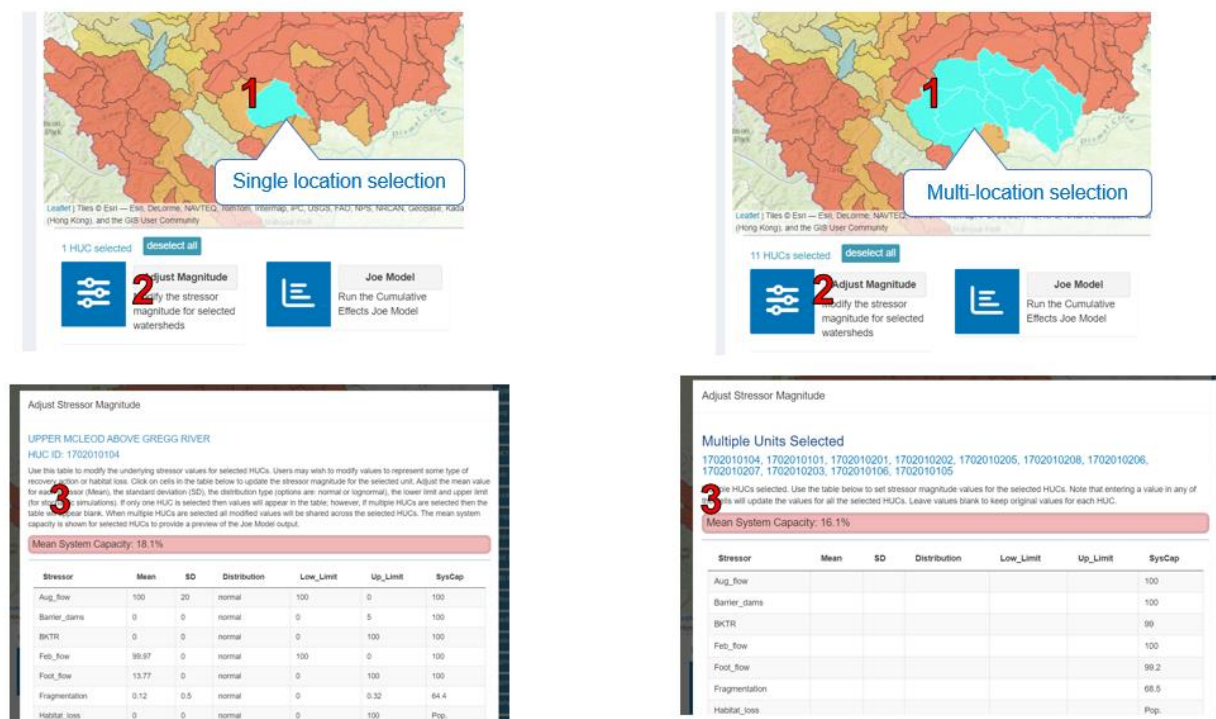 1
Single location selection
Leaflet | Tiles © Esri — Esri, DeLorme, NAVTEQ, TomTom, Intermap, iPC, USGS, FAO, NPS, NRCAN, GeoBase, Kada
(Hong Kong), and the GIS User Community
1 HUC selected deselect all
2
Adjust Magnitude
Modify the stressor
magnitude for selected
watersheds
Joe Model
Run the Cumulative
Effects Joe Model
1
Dismal Creek
Multi-location selection
Leaflet | Tiles © Esri — Esri, DeLorme, NAVTEQ,
(Hong Kong), and the GIS User Community
11 HUCs selected deselect all
2
Adjust Magnitude
Modify the stressor
magnitude for selected
watersheds
Joe Model
Run the Cumulative
Effects Joe Model
Adjust Stressor Magnitude
UPPER MCLEOD ABOVE GREGG RIVER
HUC ID: 1702010104
Use this table to modify the underlying stressor values for selected HUCs. Users may wish to modify values to represent some type of
recovery action or habitat loss. Click on cells in the table below to update the stressor magnitude for the selected unit. Adjust the mean value
for each stressor (Mean), the standard deviation (SD), the distribution type (options are: normal or lognormal), the lower limit and upper limit
(for stochastic simulations). If only one HUC is selected then values will appear in the table; however, if multiple HUCs are selected then the
table will appear blank. When multiple HUCs are selected all modified values will be shared across the selected HUCs. The mean system
capacity is shown for selected HUCs to provide a preview of the Joe Model output.
3
Mean System Capacity: 18.1%
Stressor Mean SD Distribution Low_Limit Up_Limit SysCap
Aug_flow 100 20 normal 100 0 100
Barrier_dams 0 0 normal 0 5 100
BKTR 0 0 normal 0 100 100
Feb_flow 99.97 0 normal 100 0 100
Foot_flow 13.77 0 normal 0 100 100
Fragmentation 0.12 0.5 normal 0 0.32 64.4
Habitat_loss 0 0 normal 0 100 Pop.
Adjust Stressor Magnitude
Multiple Units Selected
1702010104, 1702010101, 1702010201, 1702010202, 1702010205, 1702010208, 1702010206,
1702010207, 1702010203, 1702010106, 1702010105
Multiple HUCs selected. Use the table below to set stressor magnitude values for the selected HUCs. Note that entering a value in any of
the cells will update the values for all the selected HUCs. Leave values blank to keep original values for each HUC.
3
Mean System Capacity: 16.1%
Stressor Mean SD Distribution Low_Limit Up_Limit SysCap
Aug_flow 100
Barrier_dams 100
BKTR 99
Feb_flow 100
Foot_flow 99.2
Fragmentation 68.5
Habitat_loss Pop.